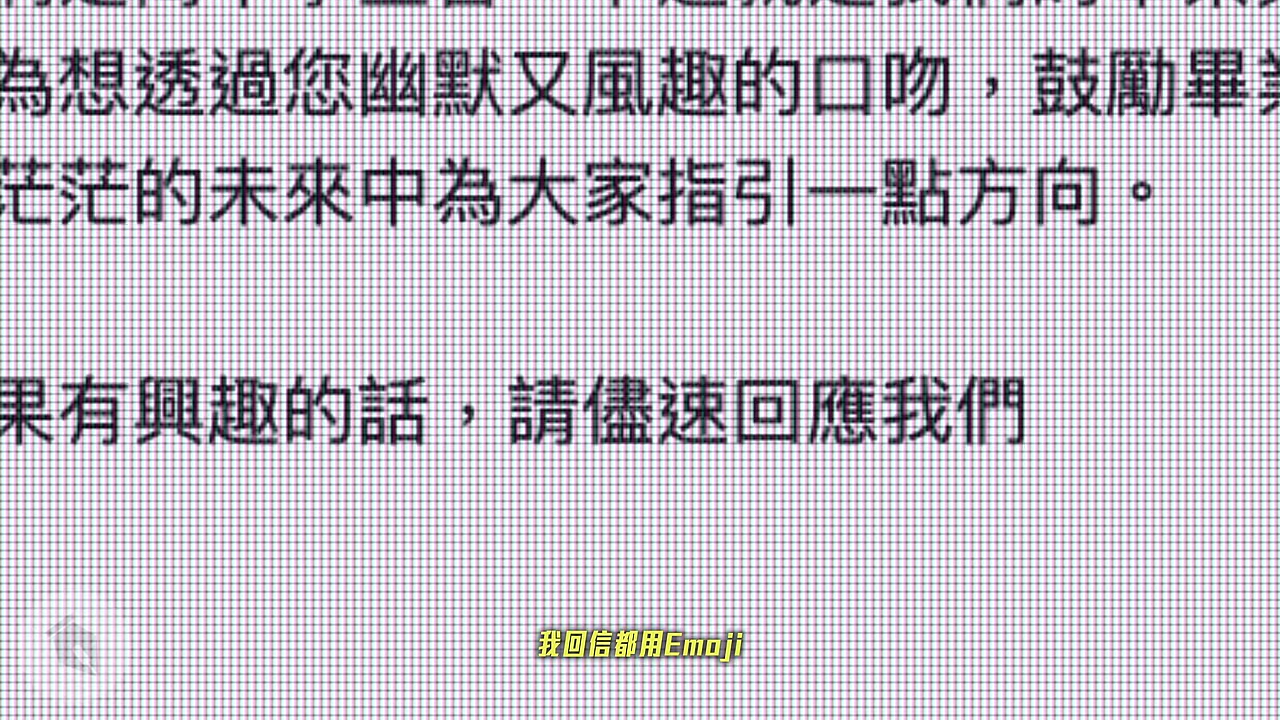 為想透過您幽默又風趣的口吻，鼓勵畢業
茫茫的未來中為大家指引一點方向。
果有興趣的話，請儘速回應我們
我回信都用Emoji